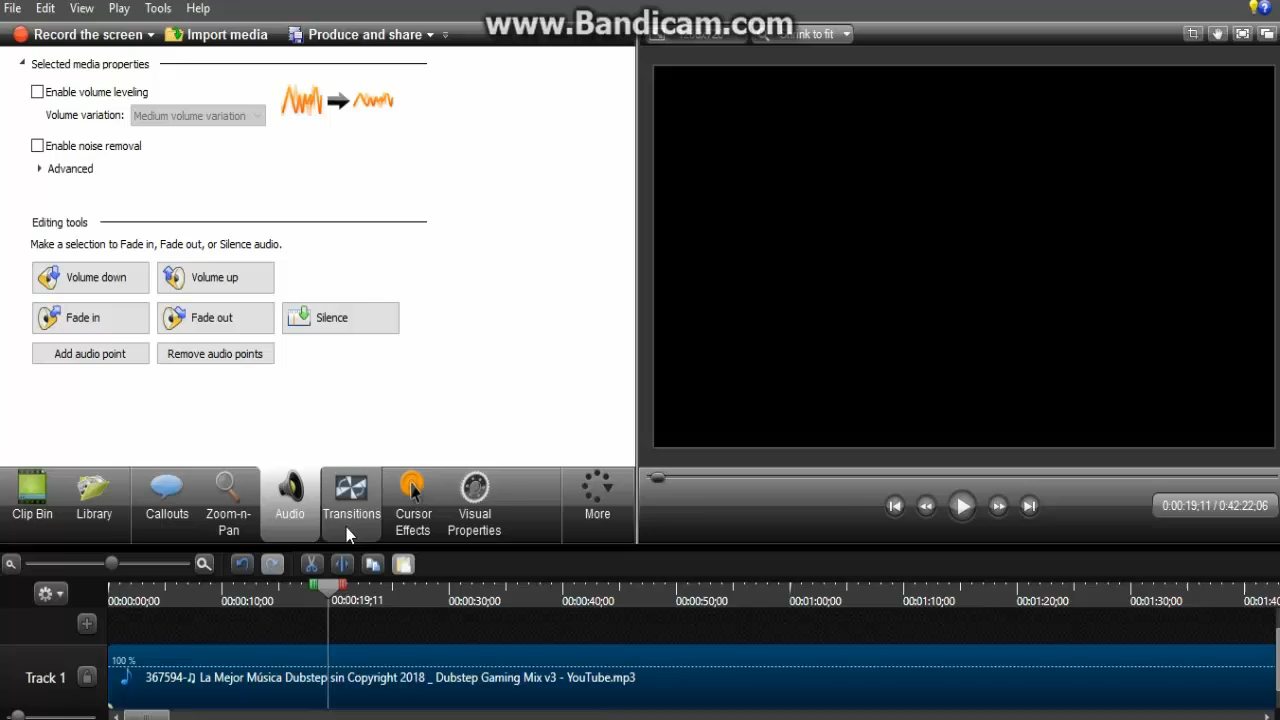 www.Bandicam.com
File Edit View Play Tools Help
Record the screen Import media Produce and share
Shrink to fit
Selected media properties
Enable volume leveling
Volume variation: Medium volume variation
Enable noise removal
Advanced
Editing tools
Make a selection to Fade in, Fade out, or Silence audio.
Volume down Volume up
Fade in Fade out Silence
Add audio point Remove audio points
Clip Bin Library Callouts Zoom-n-Pan Audio Transitions Cursor Effects Visual Properties More
0:00:19;11 / 0:42:22;06
00:00:00;00 00:00:10;00 00:00:19;11 00:00:30;00 00:00:40;00 00:00:50;00 00:01:00;00 00:01:10;00 00:01:20;00 00:01:30;00
100 %
Track 1 367594-♫ La Mejor Música Dubstep sin Copyright 2018 _ Dubstep Gaming Mix v3 - YouTube.mp3